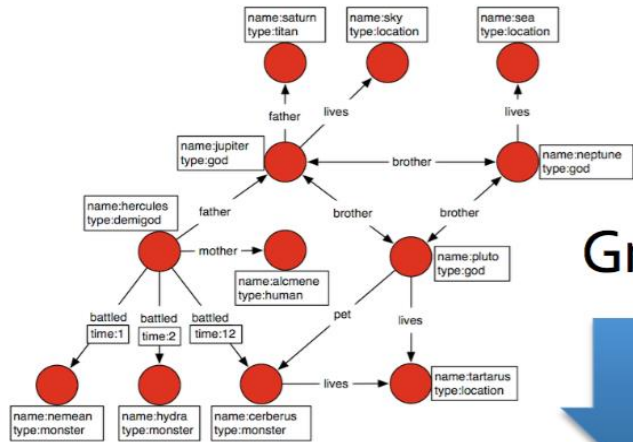 name:saturn
type:titan
name:sky
type:location
name:sea
type:location
father
lives
lives
name:jupiter
type:god
brother
name:neptune
type:god
name:hercules
type:demigod
father
brother
brother
mother
name:alcmene
type:human
name:pluto
type:god
Gr
battled
time:1
battled
time:2
battled
time:12
pet
lives
lives
name:tartarus
type:location
name:nemean
type:monster
name:hydra
type:monster
name:cerberus
type:monster